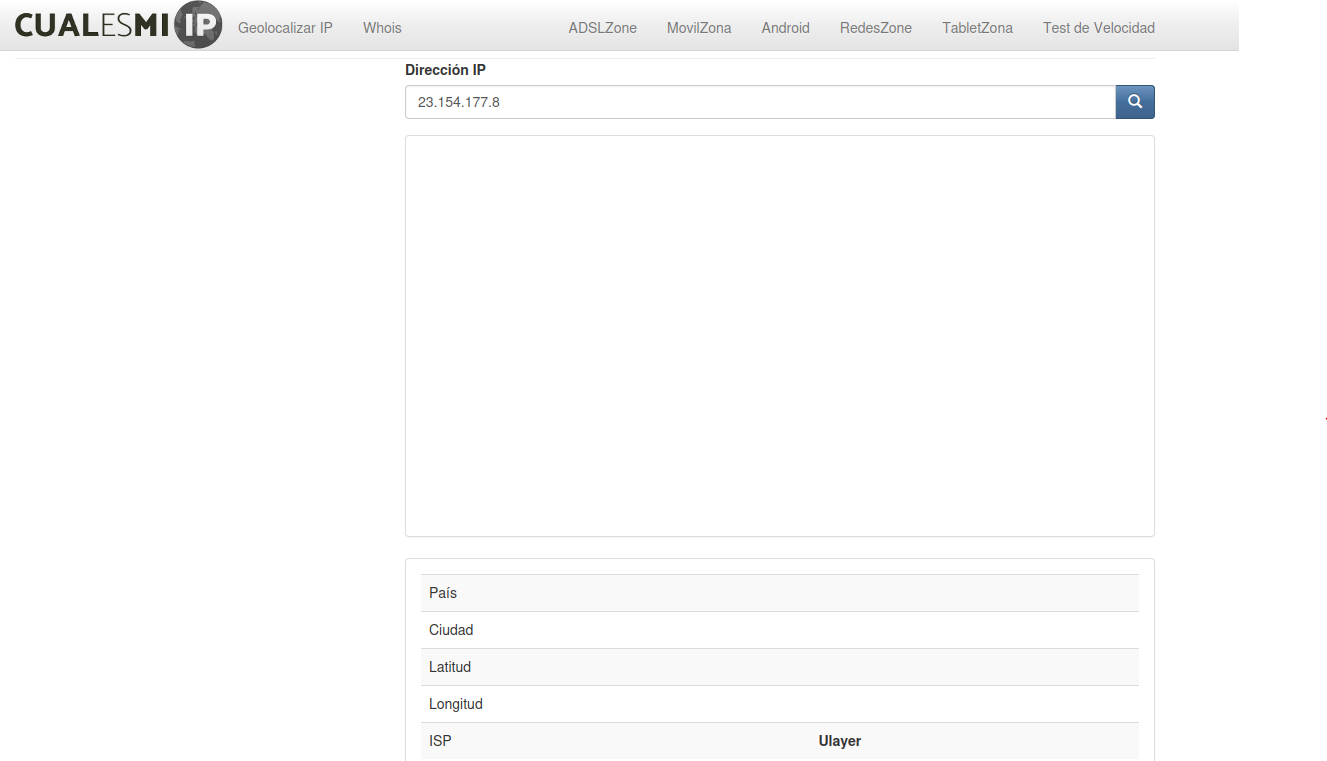 CUALESMI IP Geolocalizar IP Whois ADSLZone MovilZona Android RedesZone TabletZona Test de Velocidad
Dirección IP
23.154.177.8
País
Ciudad
Latitud
Longitud
ISP Ulayer